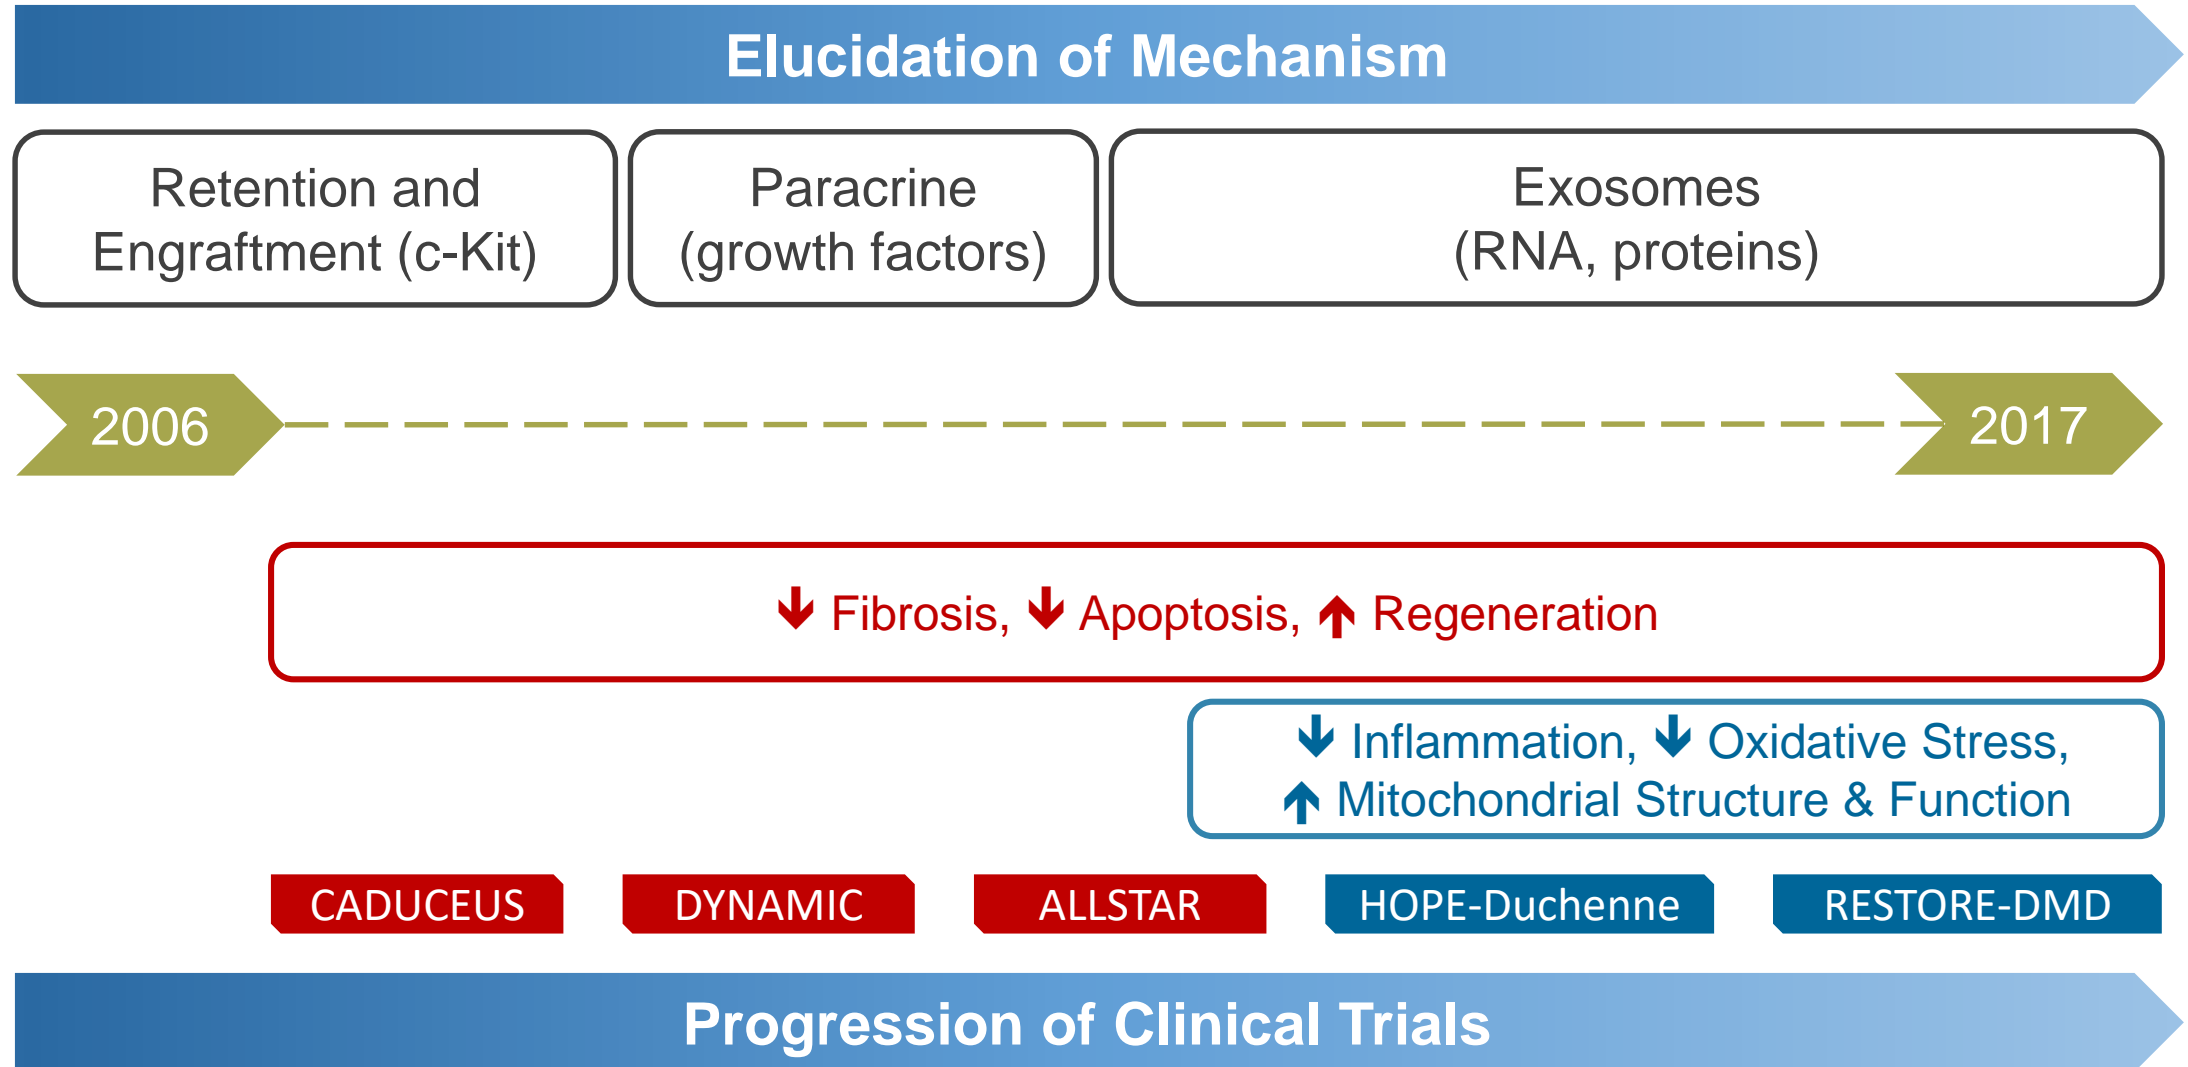 Elucidation of Mechanism
Retention and
Engraftment (c-Kit)
Paracrine
(growth factors)
Exosomes
(RNA, proteins)
2006
2017
↓ Fibrosis, ↓ Apoptosis, ↑ Regeneration
↓ Inflammation, ↓ Oxidative Stress,
↑ Mitochondrial Structure & Function
CADUCEUS
DYNAMIC
ALLSTAR
HOPE-Duchenne
RESTORE-DMD
Progression of Clinical Trials